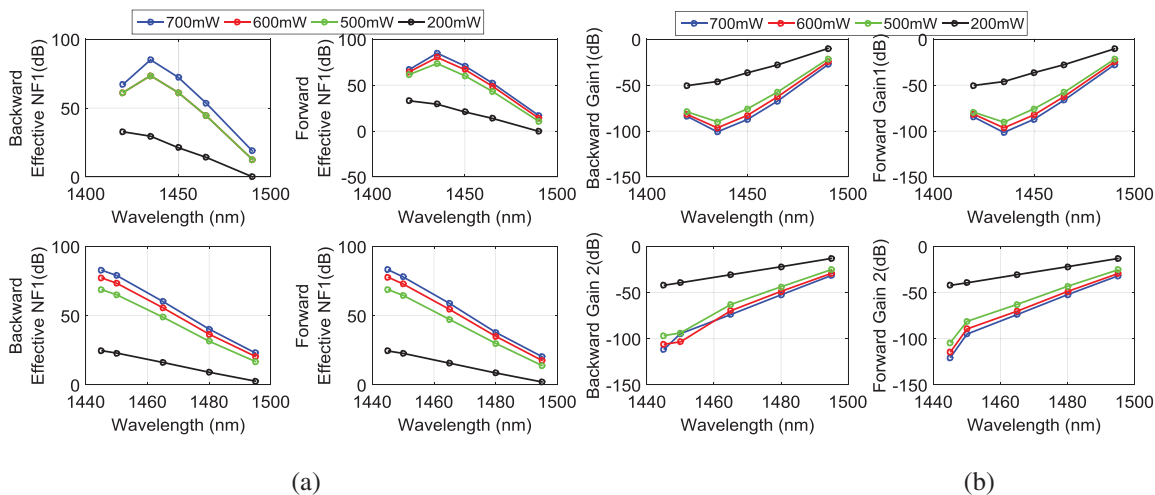 700mW 600mW 500mW 200mW
700mW 600mW 500mW 200mW
Backward
Effective NF1(dB)
100
50
0
1400 1450 1500
Wavelength (nm)
Forward
Effective NF1(dB)
100
50
0
-50
1400 1450 1500
Wavelength (nm)
Backward Gain1(dB)
0
-50
-100
-150
1400 1450 1500
Wavelength (nm)
Forward Gain1(dB)
0
-50
-100
-150
1400 1450 1500
Wavelength (nm)
Backward
Effective NF1(dB)
100
50
0
1440 1460 1480 1500
Wavelength (nm)
Forward
Effective NF1(dB)
100
50
0
1440 1460 1480 1500
Wavelength (nm)
Backward Gain 2(dB)
0
-50
-100
-150
1440 1460 1480 1500
Wavelength (nm)
Forward Gain 2(dB)
0
-50
-100
-150
1440 1460 1480 1500
Wavelength (nm)
(a) (b)